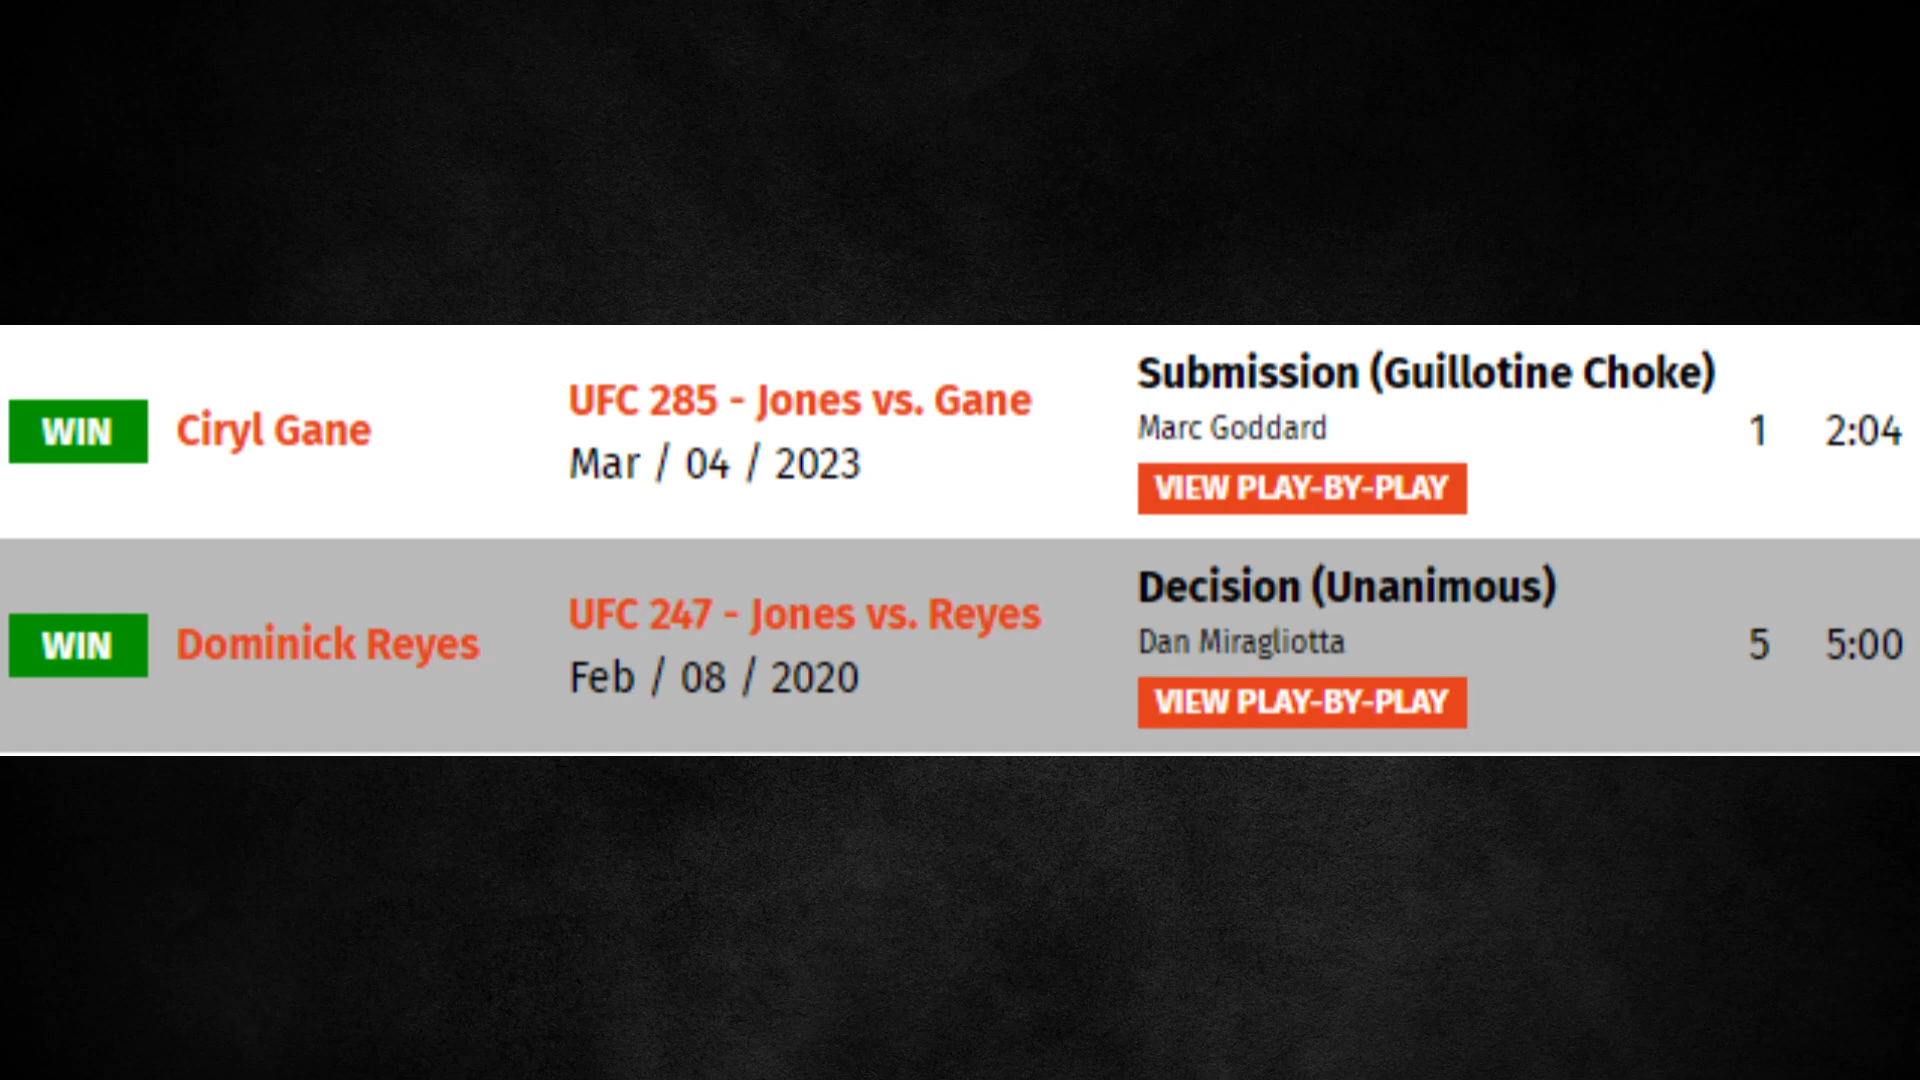 WIN
Ciryl Gane
UFC 285 - Jones vs. Gane
Mar / 04 / 2023
Submission (Guillotine Choke)
Marc Goddard
VIEW PLAY-BY-PLAY
1
2:04
WIN
Dominick Reyes
UFC 247 - Jones vs. Reyes
Feb / 08 / 2020
Decision (Unanimous)
Dan Miragliotta
VIEW PLAY-BY-PLAY
5
5:00